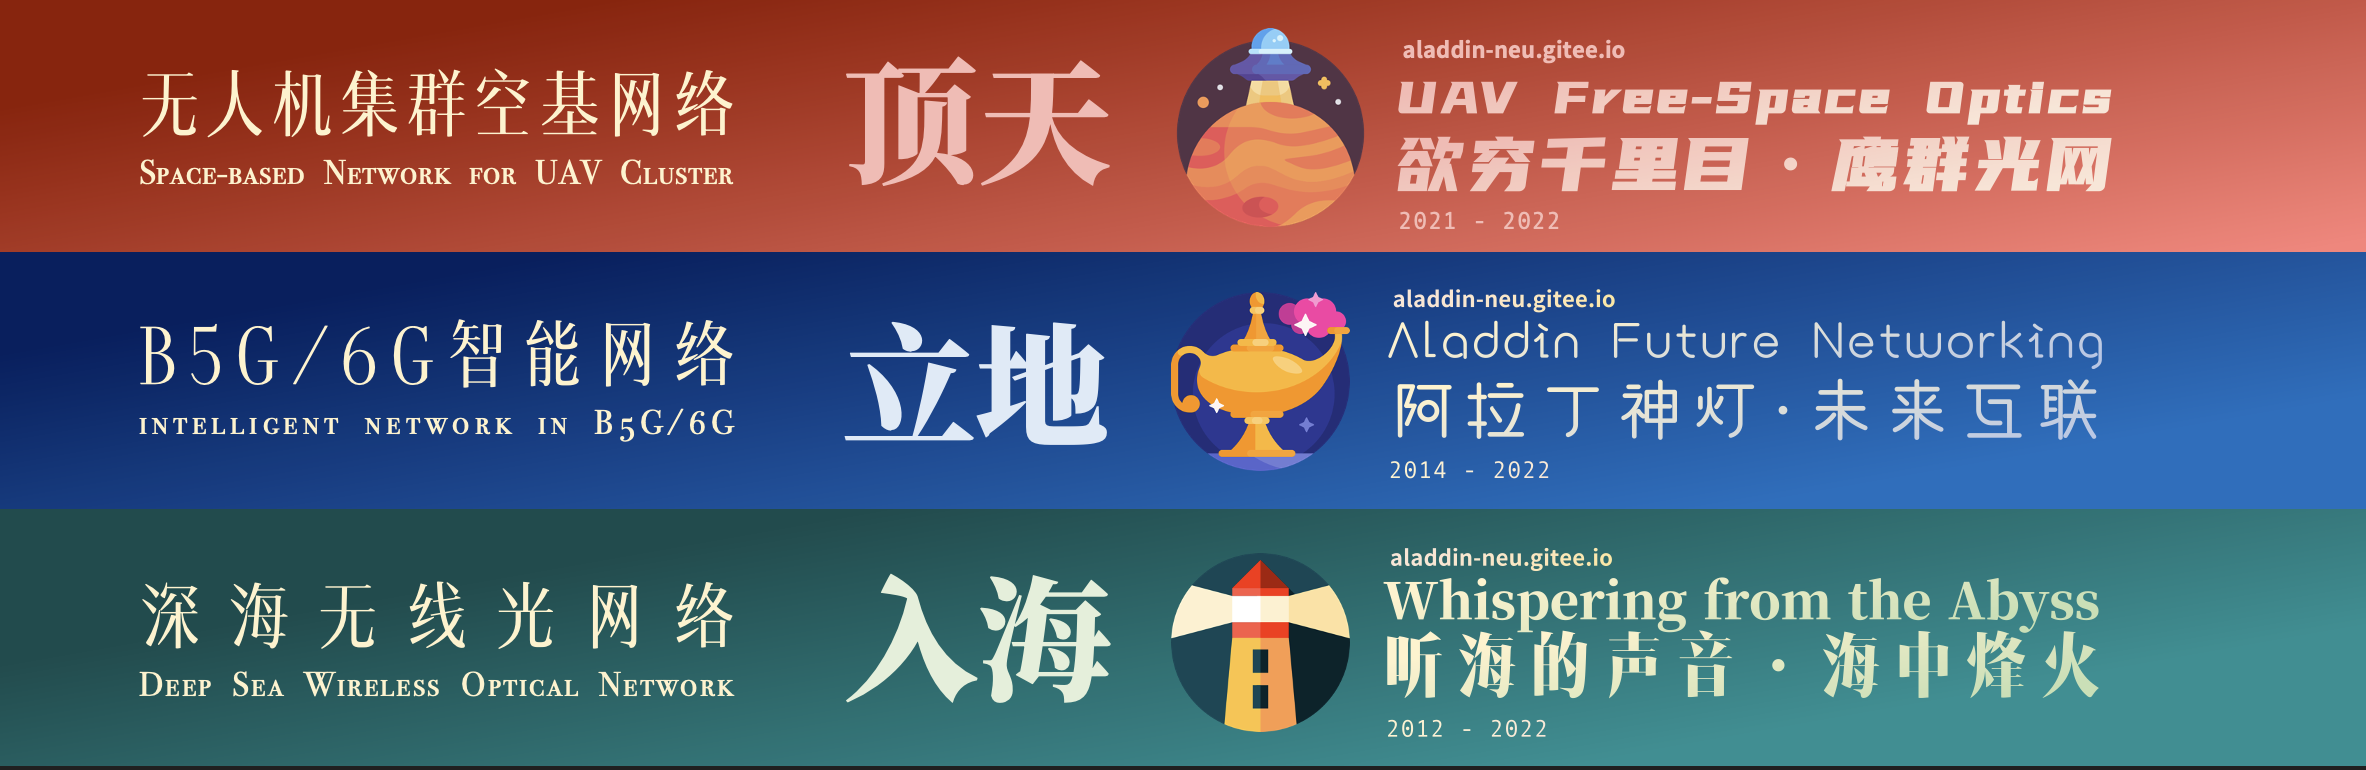 无人机集群空基网络
Space-based Network for UAV Cluster
顶天
aladdin-neu.gitee.io
UAV Free-Space Optics
欲穷千里目·鹰群光网
2021 - 2022
B5G/6G智能网络
intelligent network in B5G/6G
立地
aladdin-neu.gitee.io
Aladdin Future Networking
阿拉丁神灯·未来互联
2014 - 2022
深海无线光网络
Deep Sea Wireless Optical Network
入海
aladdin-neu.gitee.io
Whispering from the Abyss
听海的声音·海中烽火
2012 - 2022